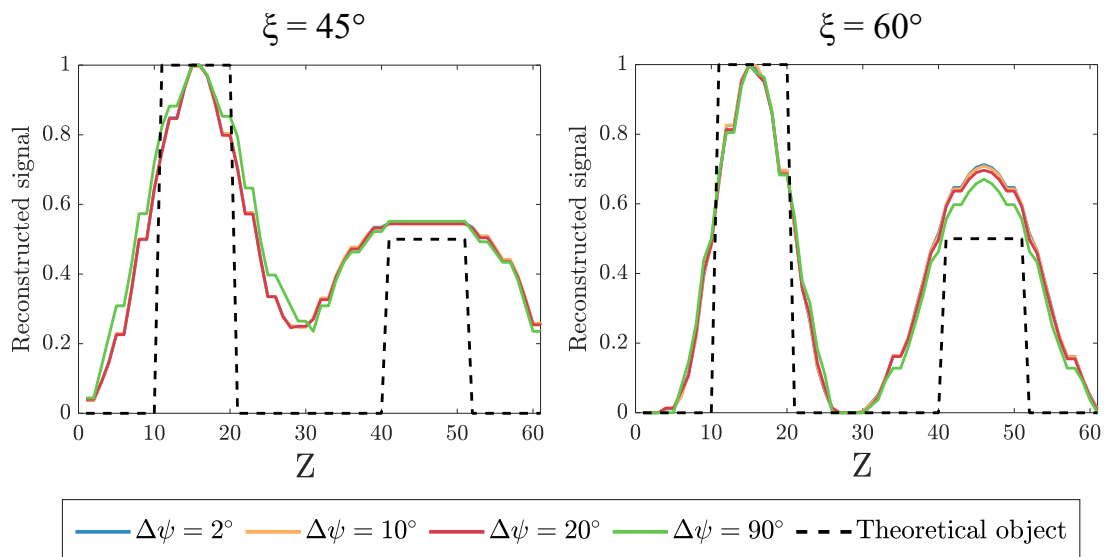 ξ = 45°
ξ = 60°
Reconstructed signal
1
0.8
0.6
0.4
0.2
0
0 10 20 30 40 50 60
Z
Reconstructed signal
1
0.8
0.6
0.4
0.2
0
0 10 20 30 40 50 60
Z
Δψ = 2° Δψ = 10° Δψ = 20° Δψ = 90° Theoretical object